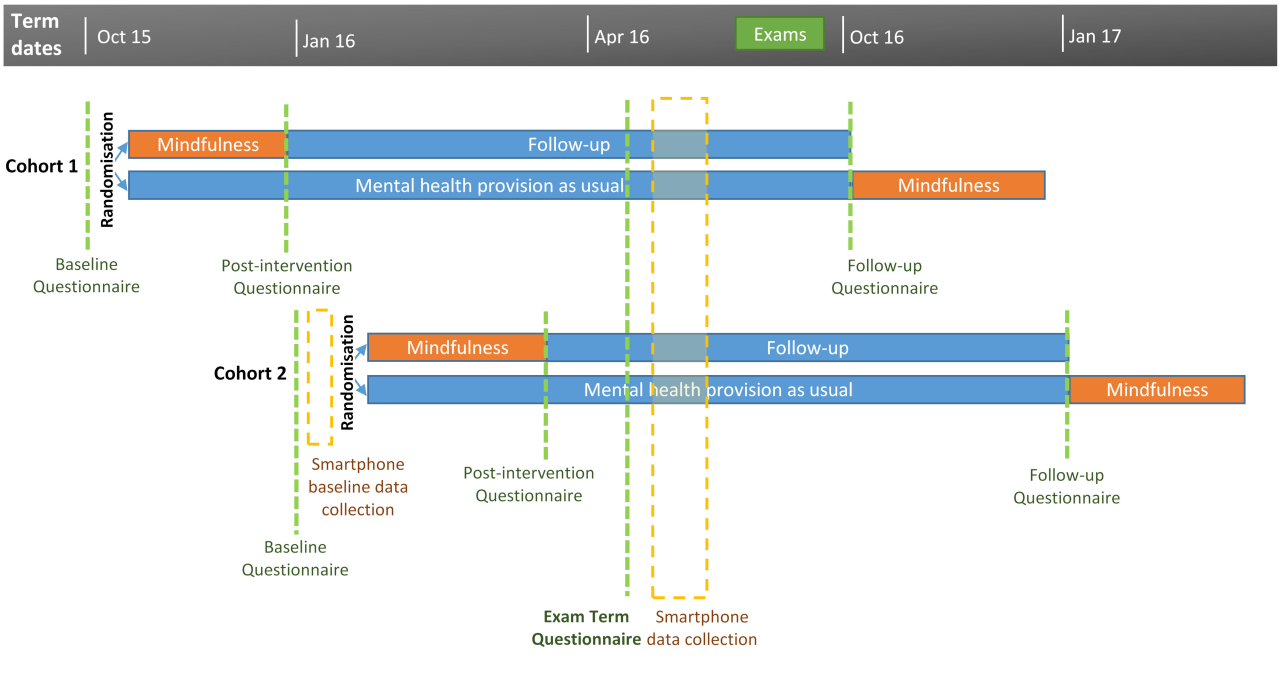 Term
dates
Oct 15
Jan 16
Apr 16
Exams
Oct 16
Jan 17
Cohort 1
Randomisation
Mindfulness
Follow-up
Mental health provision as usual
Mindfulness
Baseline
Questionnaire
Post-intervention
Questionnaire
Follow-up
Questionnaire
Cohort 2
Randomisation
Mindfulness
Follow-up
Mental health provision as usual
Mindfulness
Smartphone
baseline data
collection
Post-intervention
Questionnaire
Follow-up
Questionnaire
Baseline
Questionnaire
Exam Term
Questionnaire
Smartphone
data collection